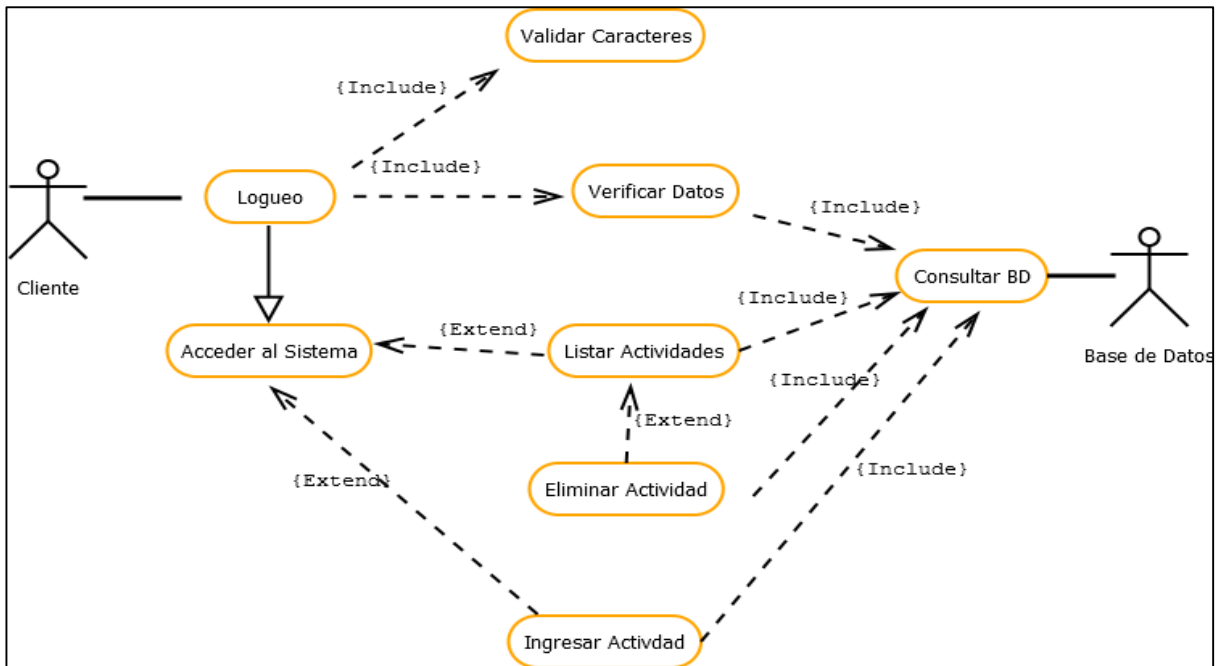 Validar Caracteres
{Include}
{Include}
Logueo
Verificar Datos
{Include}
Cliente
Consultar BD
{Include}
{Extend}
Acceder al Sistema
Listar Actividades
Base de Datos
{Include}
{Extend}
{Extend}
Eliminar Actividad
{Include}
Ingresar Activdad